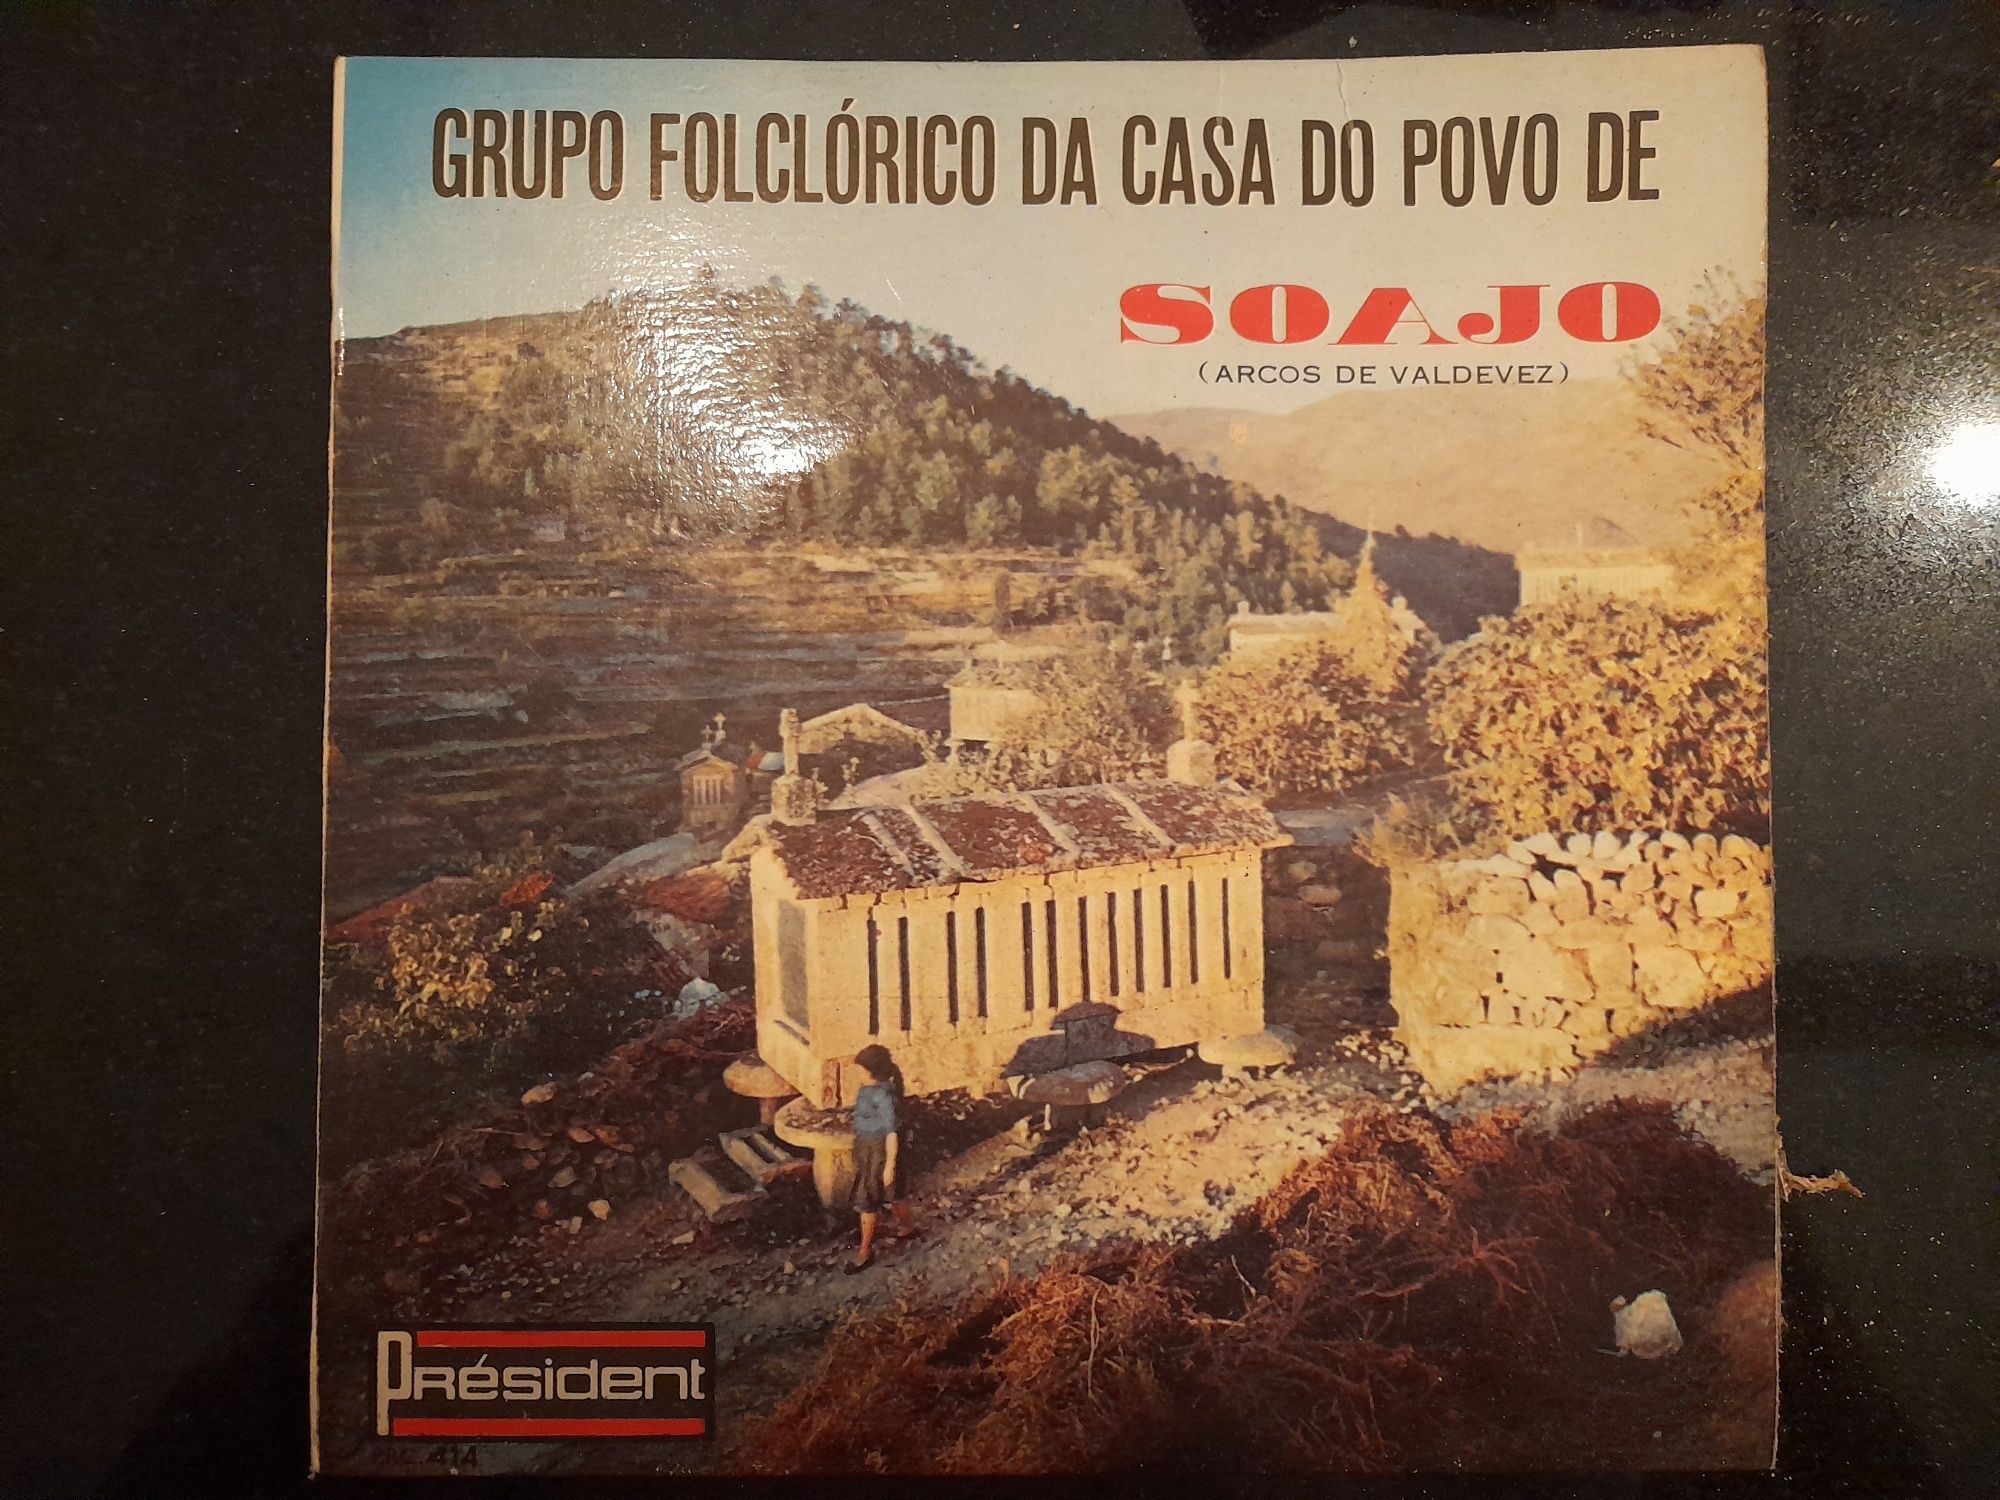 GRUPO FOLCLÓRICO DA CASA DO POVO DE
SOAJO
(ARCOS DE VALDEVEZ)
Président
414